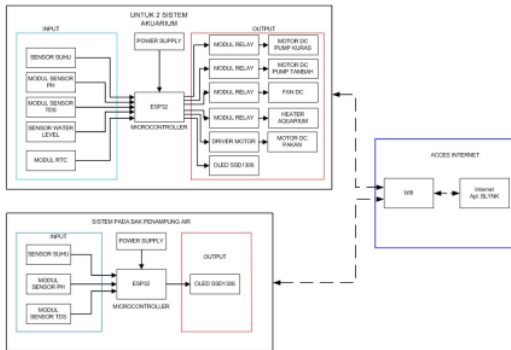 UNTUK 2 SISTEM
AKUARIUM
INPUT
OUTPUT
POWER SUPPLY
SENSOR SUHU
MODUL SENSOR
PH
MODUL SENSOR
TDS
SENSOR WATER
LEVEL
MODUL RTC
ESP32
MICROCONTROLLER
MODUL RELAY
MOTOR DC
PUMP KURAS
MODUL RELAY
MOTOR DC
PUMP TAMBAH
MODUL RELAY
FAN DC
MODUL RELAY
HEATER
AQUARIUM
DRIVER MOTOR
MOTOR DC
PAKAN
OLED SSD1306
ACCES INTERNET
Wifi
Internet
Apl. BLYNK
SISTEM PADA BAK PENAMPUNG AIR
INPUT
POWER SUPPLY
OUTPUT
SENSOR SUHU
MODUL
SENSOR PH
MODUL
SENSOR TDS
ESP32
MICROCONTROLLER
OLED SSD1306